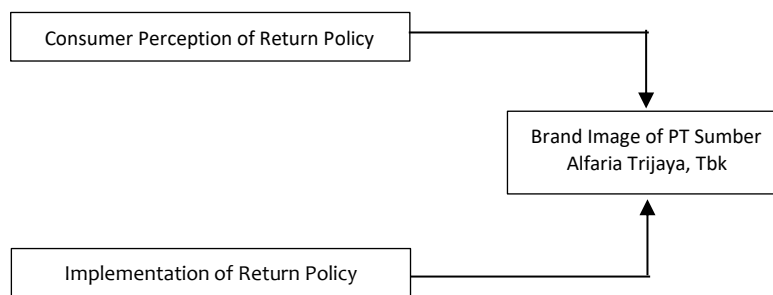 Consumer Perception of Return Policy
Brand Image of PT Sumber
Alfaria Trijaya, Tbk
Implementation of Return Policy